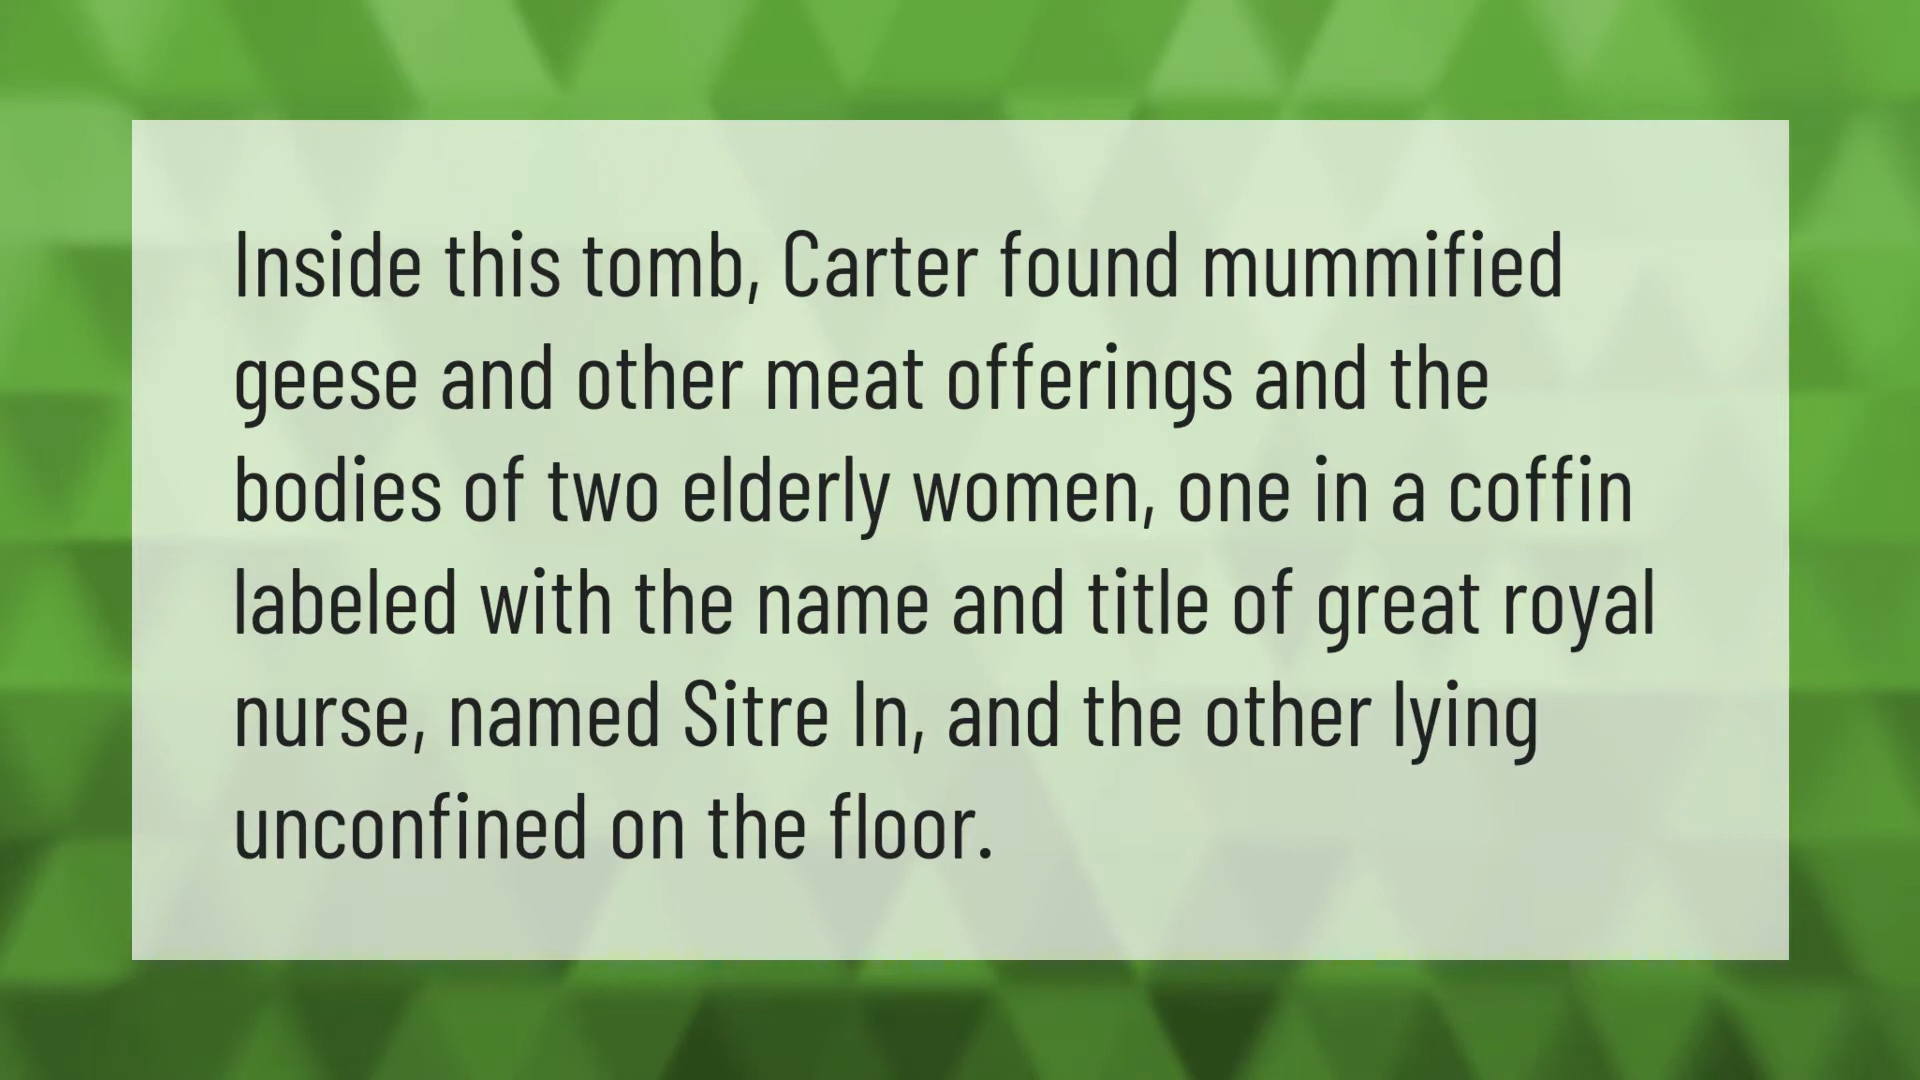 Inside this tomb, Carter found mummified
geese and other meat offerings and the
bodies of two elderly women, one in a coffin
labeled with the name and title of great royal
nurse, named Sitre In, and the other lying
unconfined on the floor.